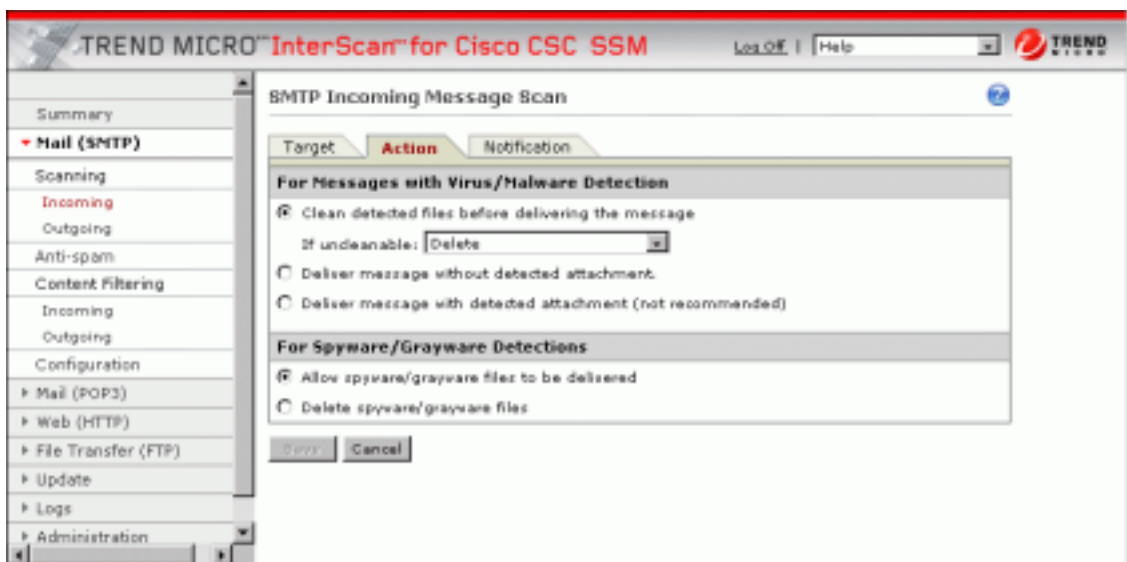 TREND MICRO™ InterScan™ for Cisco CSC SSM
Log Off | Help
TREND MICRO
Summary
Mail (SMTP)
Scanning
Incoming
Outgoing
Anti-spam
Content Filtering
Incoming
Outgoing
Configuration
Mail (POP3)
Web (HTTP)
File Transfer (FTP)
Update
Logs
Administration
SMTP Incoming Message Scan
?
Target Action Notification
For Messages with Virus/Malware Detection
Clean detected files before delivering the message
If uncleanable: Delete
Deliver message without detected attachment.
Deliver message with detected attachment (not recommended)
For Spyware/Grayware Detections
Allow spyware/grayware files to be delivered
Delete spyware/grayware files
Save Cancel